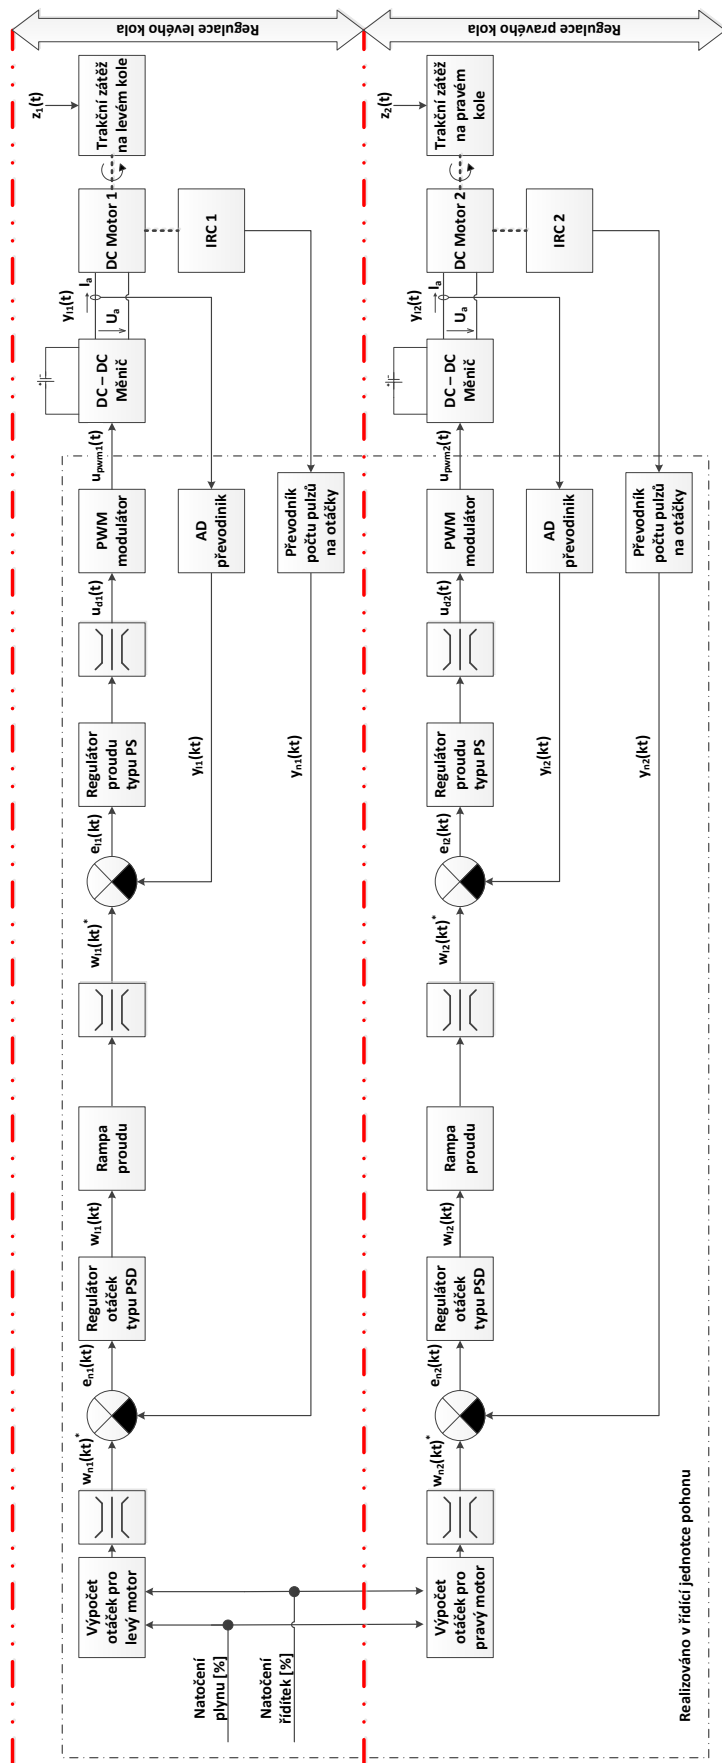 Regulace levého kola
z1(t)
Trakční zátěž
na levém kole
DC Motor 1
IRC 1
yI1(t)
Ia
Ua
DC – DC
Měnič
upwm1(t)
PWM
modulátor
AD
převodinik
Převodník
počtu pulzů
na otáčky
ud1(t)
Regulátor
proudu
typu PS
yI1(kt)
yn1(kt)
eI1(kt)
wI1(kt)*
Rampa
proudu
wI1(kt)
Regulátor
otáček
typu PSD
en1(kt)
wn1(kt)*
Výpočet
otáček pro
levý motor
Natočení
plynu [%]
Natočení
řídítek [%]
Regulace pravého kola
z2(t)
Trakční zátěž
na pravém
kole
DC Motor 2
IRC 2
yI2(t)
Ia
Ua
DC – DC
Měnič
upwm2(t)
PWM
modulátor
AD
převodinik
Převodník
počtu pulzů
na otáčky
ud2(t)
Regulátor
proudu
typu PS
yI2(kt)
yn2(kt)
eI2(kt)
wI2(kt)*
Rampa
proudu
wI2(kt)
Regulátor
otáček
typu PSD
en2(kt)
wn2(kt)*
Výpočet
otáček pro
pravý motor
Realizováno v řídící jednotce pohonu